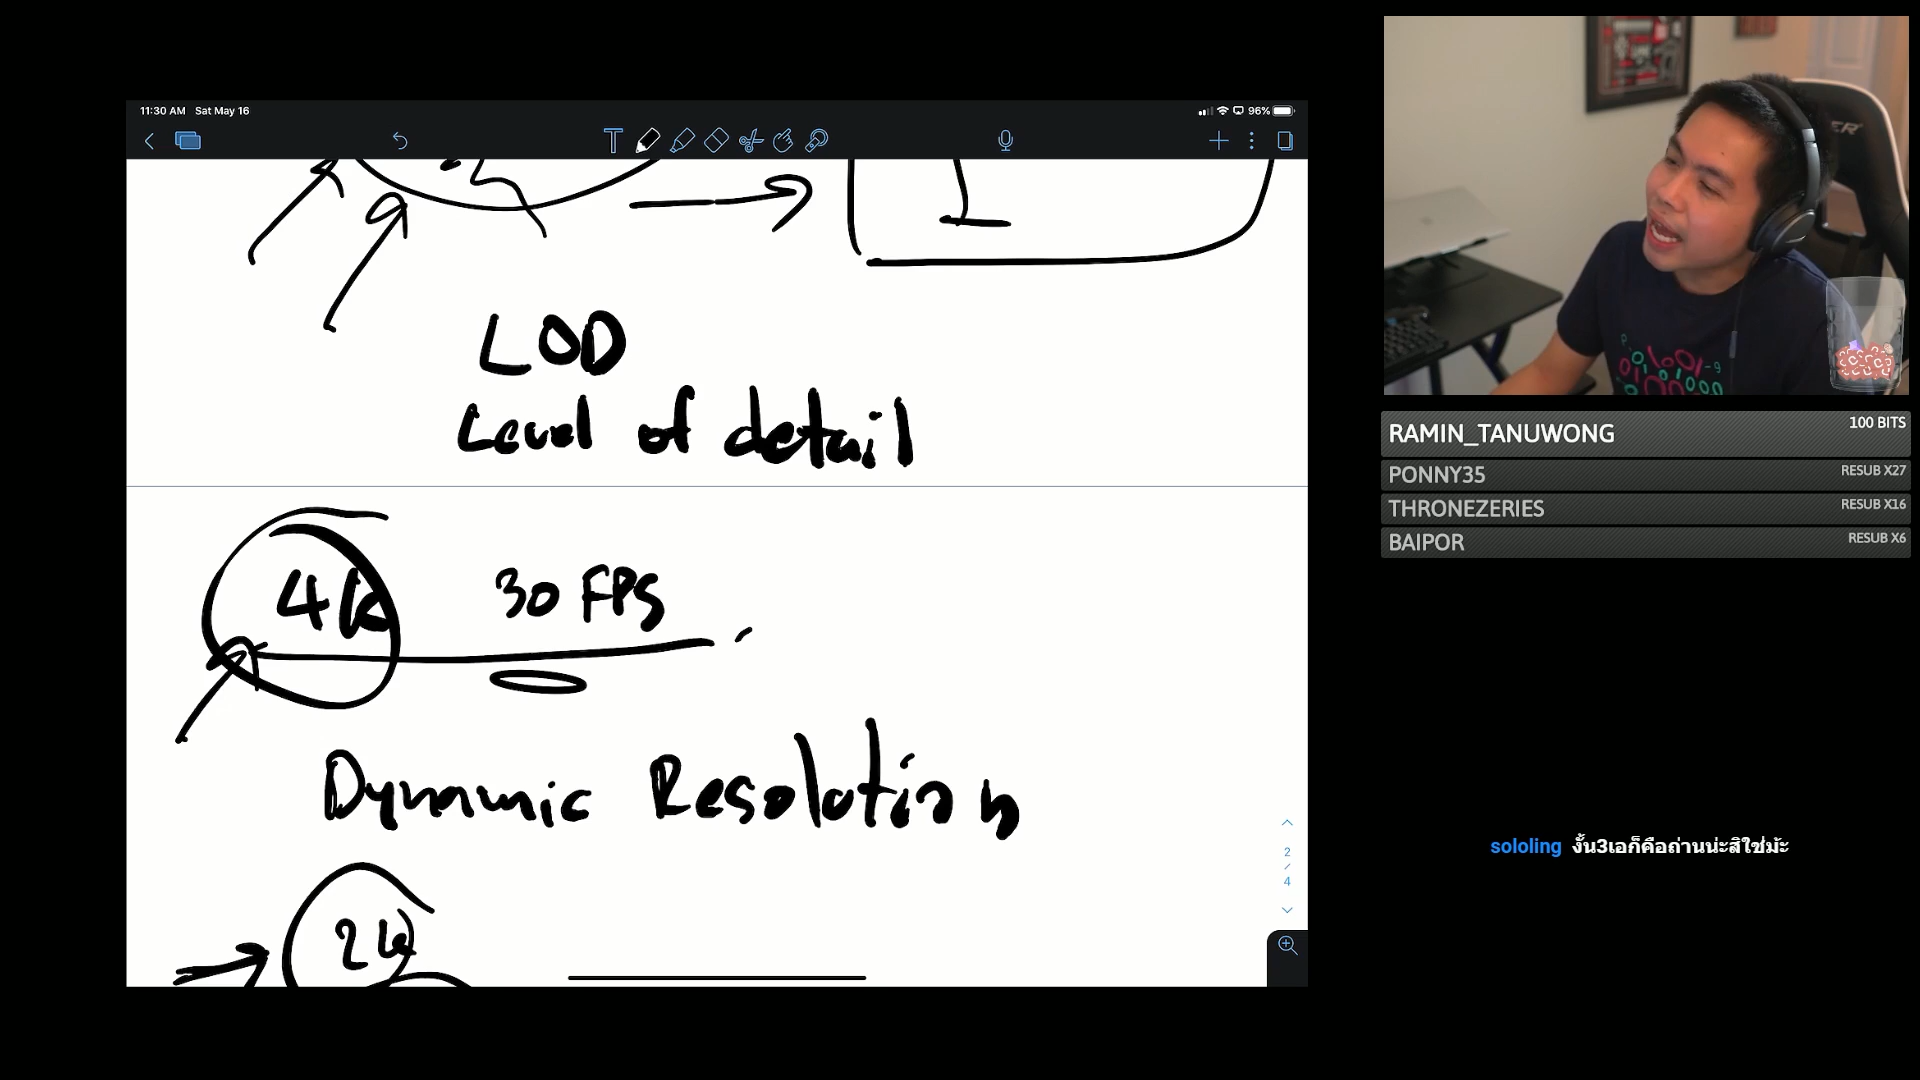 11:30 AM Sat May 16
96%
T
2
1
LOD
Level of detail
4k 30 FPS
Dynamic Resolution
2k
2
/
4
RAMIN_TANUWONG 100 BITS
PONNY35 RESUB X27
THRONEZERIES RESUB X16
BAIPOR RESUB X6
sololing งั้น3เอก็คือถ่านน่ะสิใช่ม้ะ